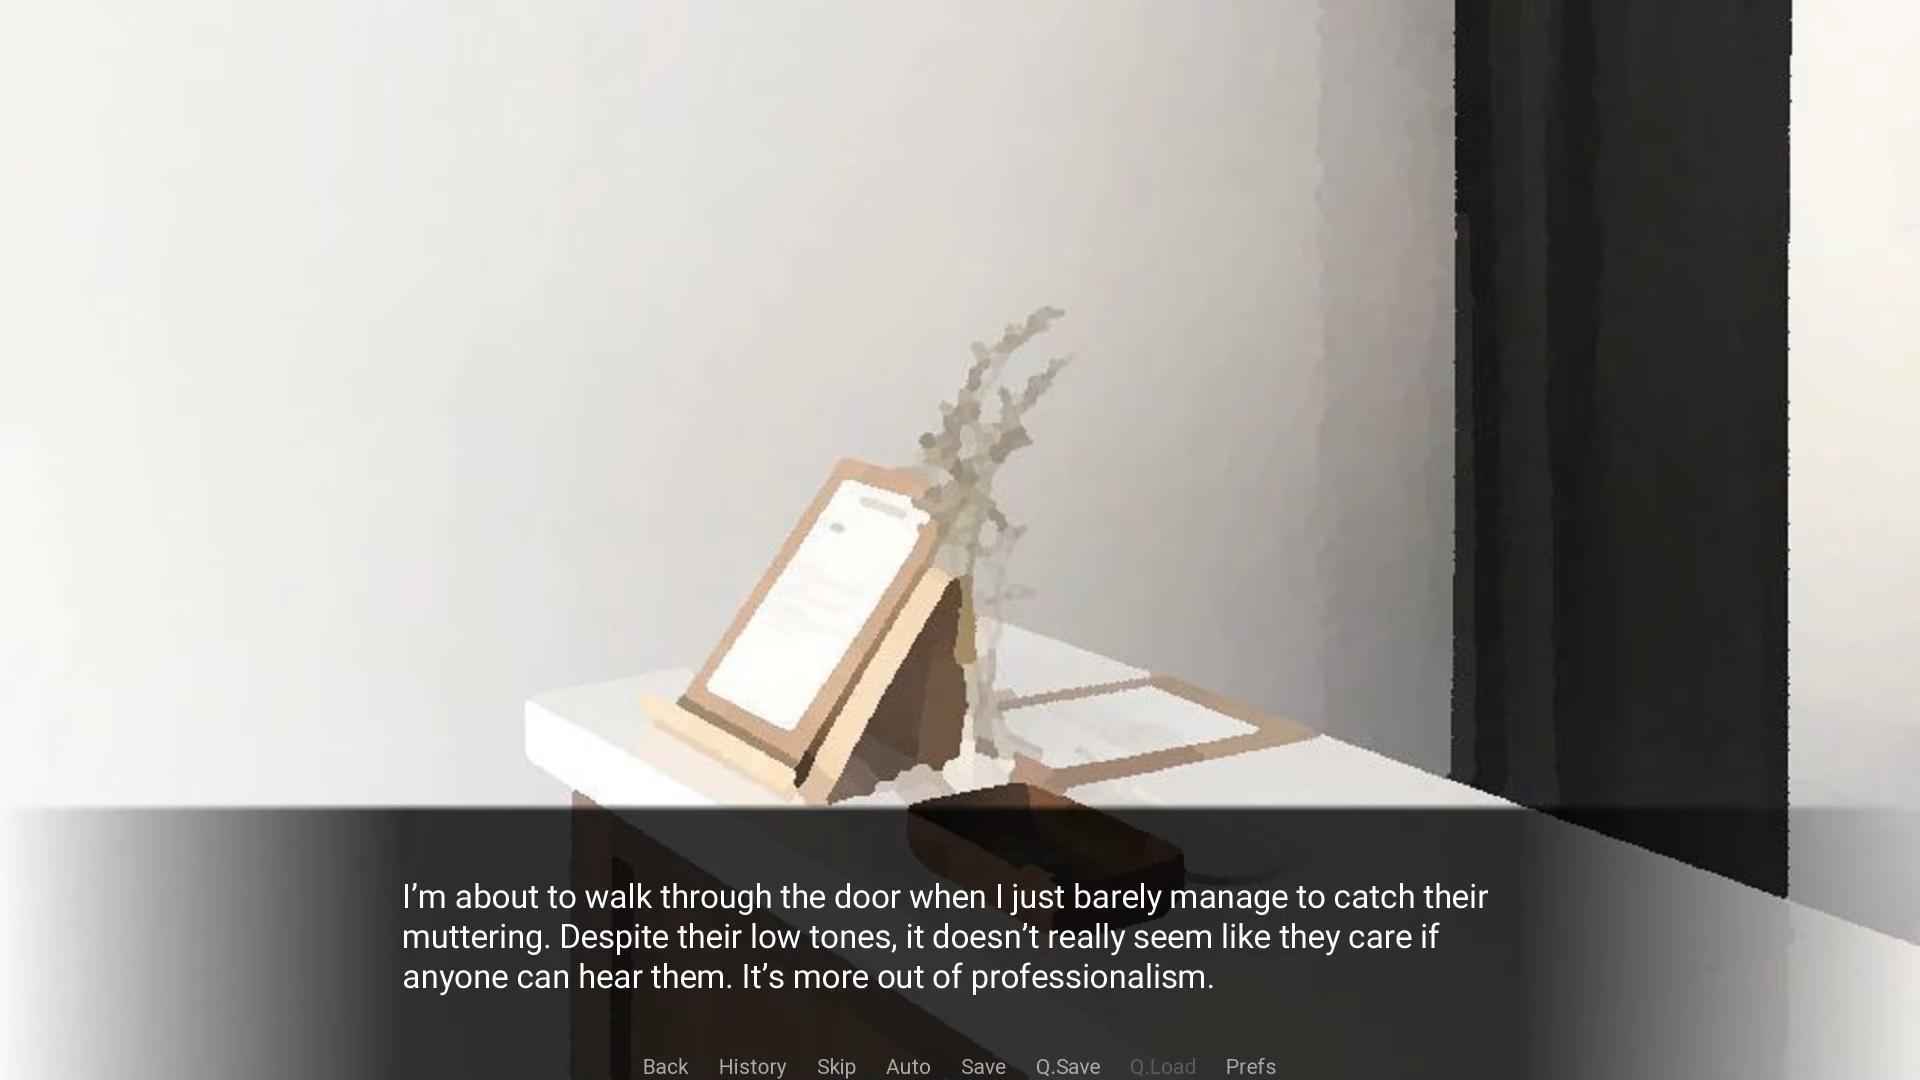 I’m about to walk through the door when I just barely manage to catch their
muttering. Despite their low tones, it doesn’t really seem like they care if
anyone can hear them. It’s more out of professionalism.
Back History Skip Auto Save Q.Save Q.Load Prefs